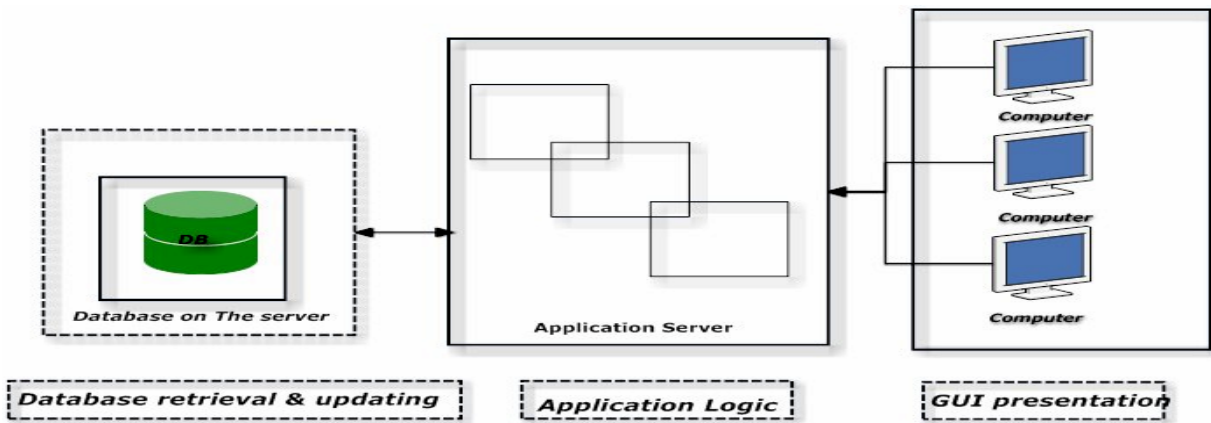 DB
Database on The server
Application Server
Computer
Computer
Computer
Database retrieval & updating
Application Logic
GUI presentation